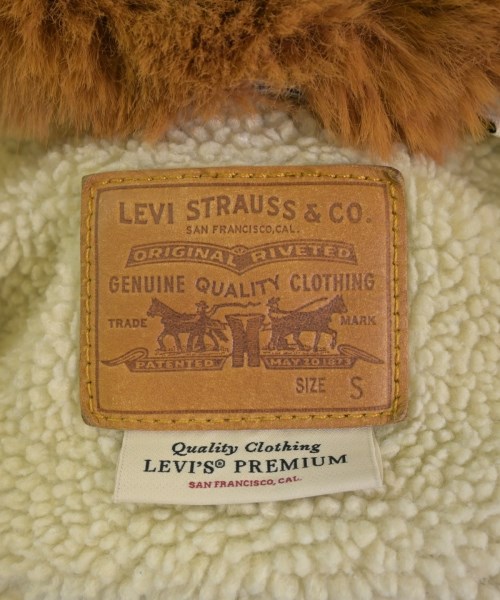 LEVI STRAUSS & CO.
SAN FRANCISCO, CAL.
ORIGINAL RIVETED
GENUINE QUALITY CLOTHING
TRADE MARK
PATENTED MAY 20 1873
SIZE S
Quality Clothing
LEVI'S® PREMIUM
SAN FRANCISCO, CAL.